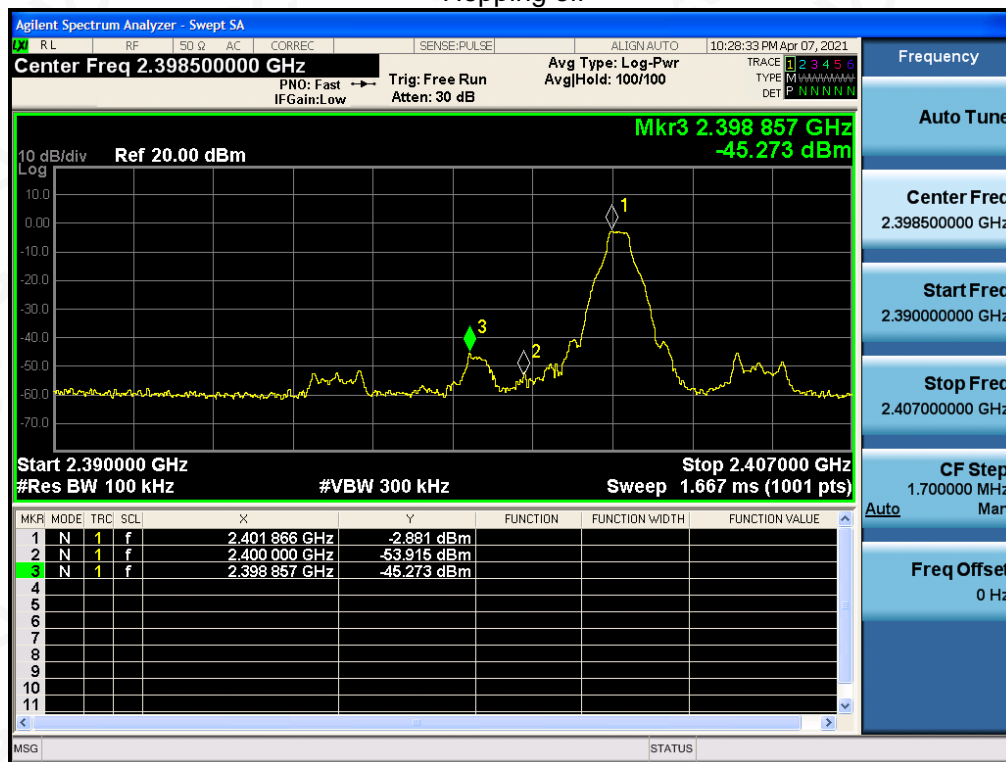 Agilent Spectrum Analyzer - Swept SA
LXI RL RF 50 Ω AC CORREC SENSE:PULSE ALIGN AUTO 10:28:33 PM Apr 07, 2021
Center Freq 2.398500000 GHz
PNO: Fast
IFGain:Low
Trig: Free Run
Atten: 30 dB
Avg Type: Log-Pwr
Avg|Hold: 100/100
TRACE 1 2 3 4 5 6
TYPE M
DET P N N N N N
Mkr3 2.398 857 GHz
-45.273 dBm
10 dB/div Ref 20.00 dBm
Log
10.0
0.00
-10.0
-20.0
-30.0
-40.0
-50.0
-60.0
-70.0
1
2
3
Start 2.390000 GHz Stop 2.407000 GHz
#Res BW 100 kHz #VBW 300 kHz Sweep 1.667 ms (1001 pts)
MKR MODE TRC SCL X Y FUNCTION FUNCTION WIDTH FUNCTION VALUE
1 N 1 f 2.401 866 GHz -2.881 dBm
2 N 1 f 2.400 000 GHz -53.915 dBm
3 N 1 f 2.398 857 GHz -45.273 dBm
4
5
6
7
8
9
10
11
MSG STATUS
Frequency
Auto Tune
Center Freq
2.398500000 GHz
Start Freq
2.390000000 GHz
Stop Freq
2.407000000 GHz
CF Step
1.700000 MHz
Auto Man
Freq Offset
0 Hz